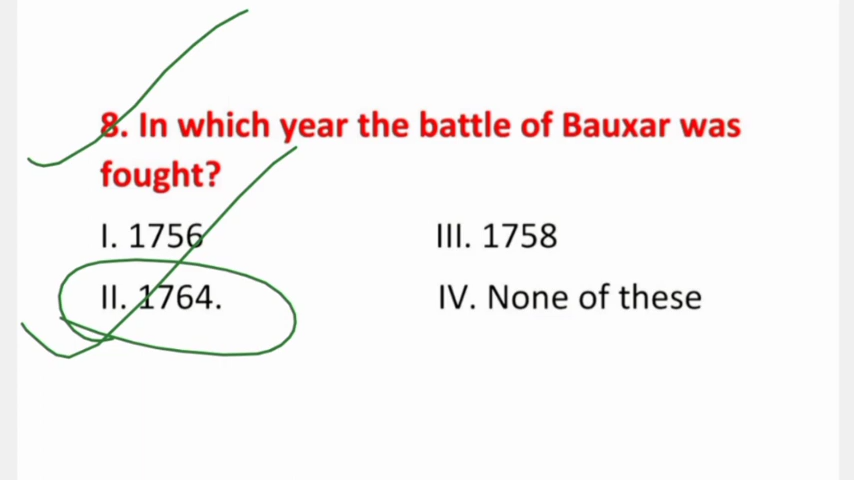 8. In which year the battle of Bauxar was
fought?
I. 1756 III. 1758
II. 1764. IV. None of these